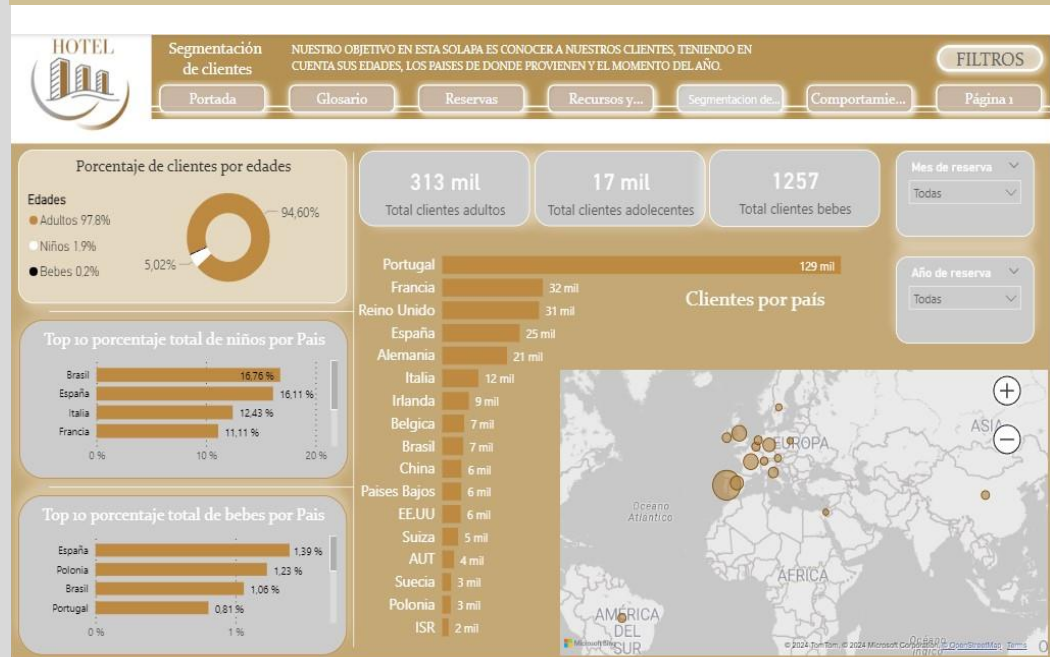 HOTEL
Segmentación
de clientes
NUESTRO OBJETIVO EN ESTA SOLAPA ES CONOCER A NUESTROS CLIENTES, TENIENDO EN
CUENTA SUS EDADES, LOS PAISES DE DONDE PROVIENEN Y EL MOMENTO DEL AÑO.
FILTROS
Portada
Glosario
Reservas
Recursos y...
Segmentacion de...
Comportamie...
Página 1
Porcentaje de clientes por edades
Edades
Adultos 97.8%
Niños 1.9%
Bebes 0.2%
94,60%
5,02%
313 mil
Total clientes adultos
17 mil
Total clientes adolecentes
1257
Total clientes bebes
Mes de reserva
Todas
Año de reserva
Todas
Top 10 porcentaje total de niños por Pais
Brasil 16,76 %
España 16,11 %
Italia 12,43 %
Francia 11,11 %
0 % 10 % 20 %
Top 10 porcentaje total de bebes por Pais
España 1,39 %
Polonia 1,23 %
Brasil 1,06 %
Portugal 0,81 %
0 % 1 %
Clientes por país
Portugal 129 mil
Francia 32 mil
Reino Unido 31 mil
España 25 mil
Alemania 21 mil
Italia 12 mil
Irlanda 9 mil
Belgica 7 mil
Brasil 7 mil
China 6 mil
Paises Bajos 6 mil
EE.UU 6 mil
Suiza 5 mil
AUT 4 mil
Suecia 3 mil
Polonia 3 mil
ISR 2 mil
EUROPA
ASIA
Océano
Atlántico
ÁFRICA
AMÉRICA
DEL
SUR
Océano
Índico
Microsoft Bing
© 2024 TomTom, © 2024 Microsoft Corporation, © OpenStreetMap Terms